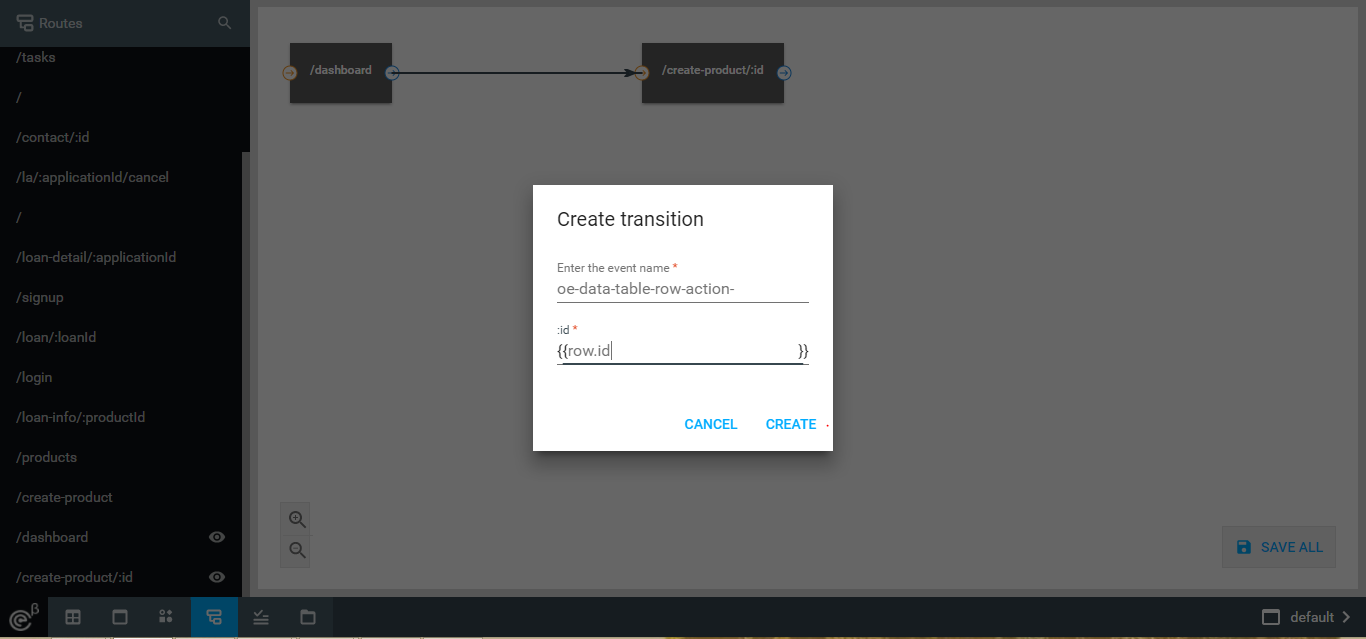 Routes
/tasks
/
/contact/:id
/la/:applicationId/cancel
/
/loan-detail/:applicationId
/signup
/loan/:loanId
/login
/loan-info/:productId
/products
/create-product
/dashboard
/create-product/:id
/dashboard
/create-product/:id
Create transition
Enter the event name *
oe-data-table-row-action-
:id *
{{row.id }}
CANCEL CREATE
SAVE ALL
eβ
default